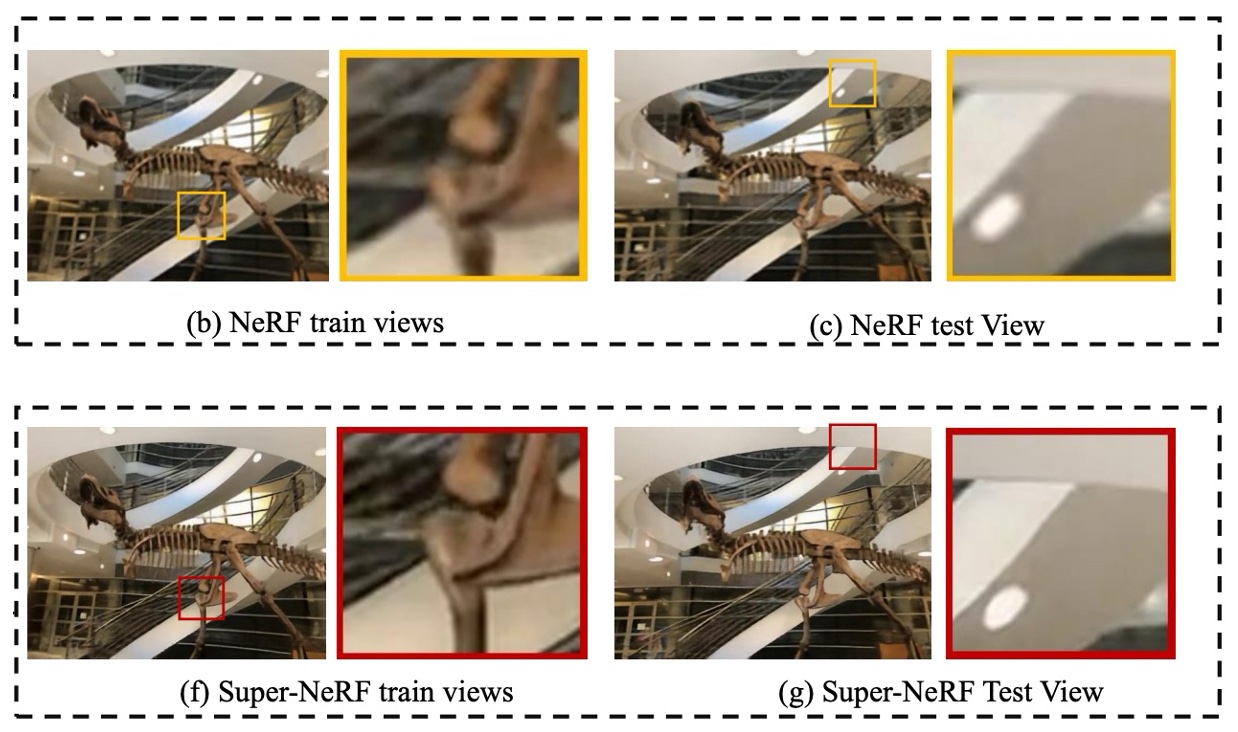 (b) NeRF train views
(c) NeRF test View
(f) Super-NeRF train views
(g) Super-NeRF Test View